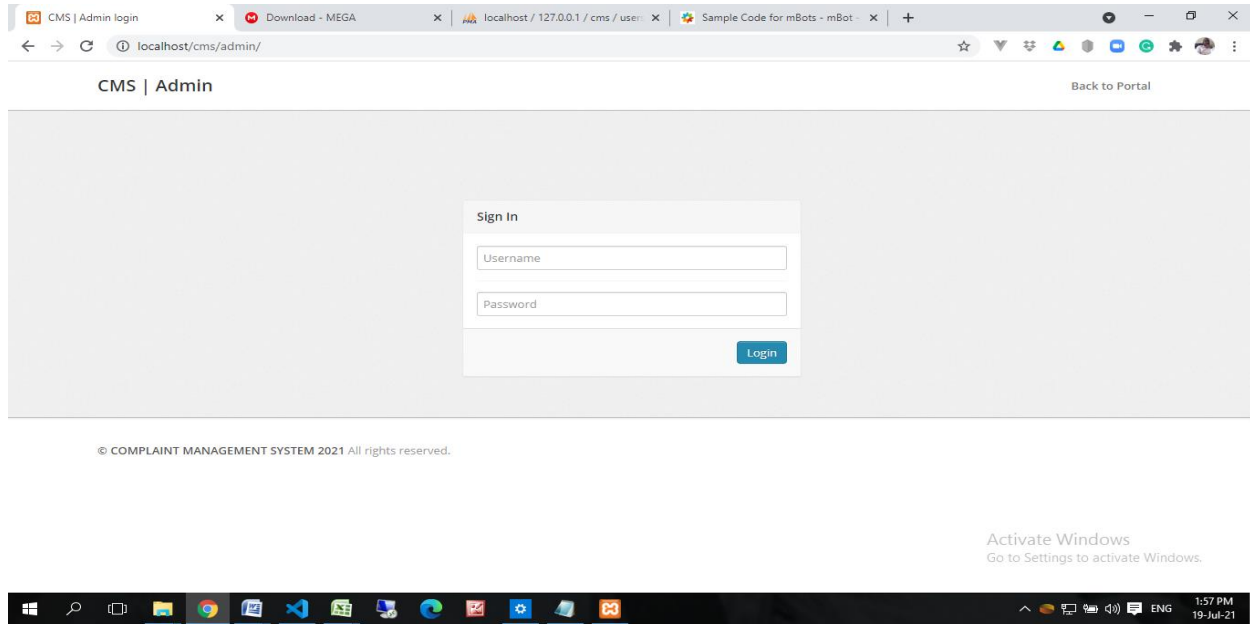 CMS | Admin login
Download - MEGA
localhost / 127.0.0.1 / cms / user
Sample Code for mBots - mBot -
localhost/cms/admin/
CMS | Admin
Back to Portal
Sign In
Username
Password
Login
© COMPLAINT MANAGEMENT SYSTEM 2021 All rights reserved.
Activate Windows
Go to Settings to activate Windows.
ENG
1:57 PM
19-Jul-21